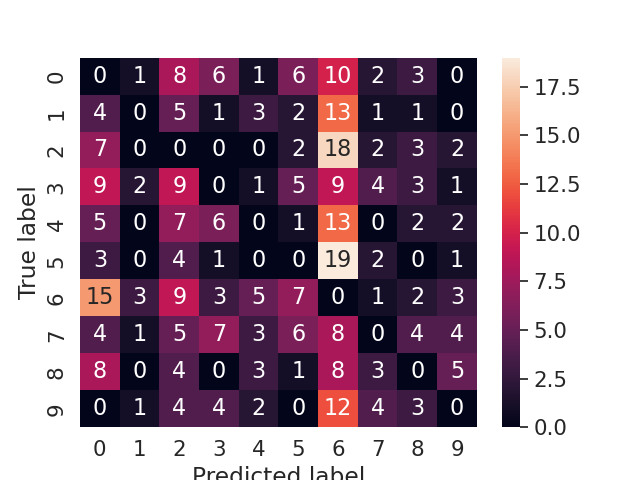 0 0 1 8 6 1 6 10 2 3 0
1 4 0 5 1 3 2 13 1 1 0
2 7 0 0 0 0 2 18 2 3 2
3 9 2 9 0 1 5 9 4 3 1
4 5 0 7 6 0 1 13 0 2 2
5 3 0 4 1 0 0 19 2 0 1
6 15 3 9 3 5 7 0 1 2 3
7 4 1 5 7 3 6 8 0 4 4
8 8 0 4 0 3 1 8 3 0 5
9 0 1 4 4 2 0 12 4 3 0
0 1 2 3 4 5 6 7 8 9
Predicted label
True label
17.5
15.0
12.5
10.0
7.5
5.0
2.5
0.0